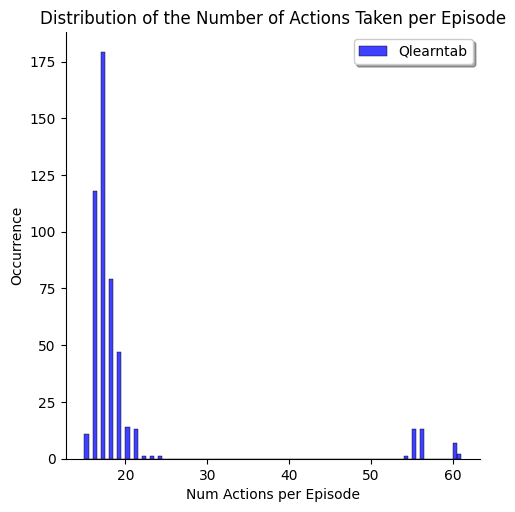 Distribution of the Number of Actions Taken per Episode
Qlearntab
175
150
125
100
75
50
25
0
Occurrence
20 30 40 50 60
Num Actions per Episode